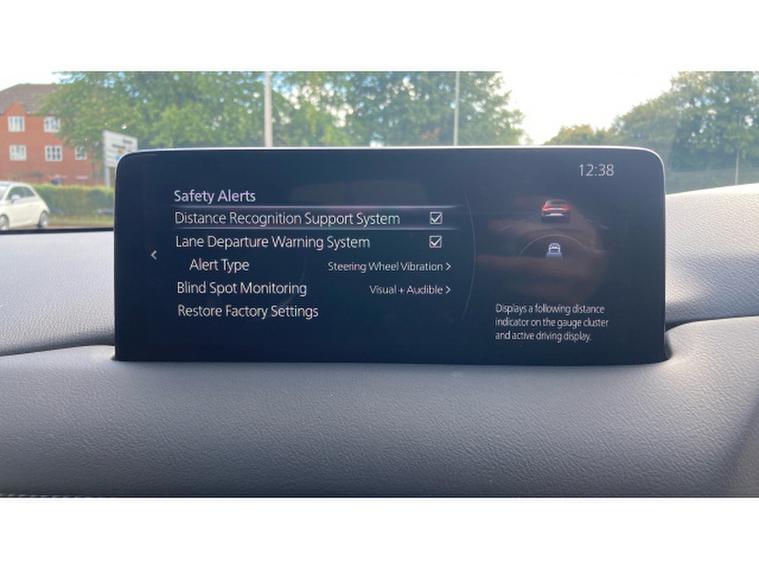 12:38
Safety Alerts
Distance Recognition Support System
Lane Departure Warning System
Alert Type Steering Wheel Vibration >
Blind Spot Monitoring Visual + Audible >
Restore Factory Settings
Displays a following distance
indicator on the gauge cluster
and active driving display.